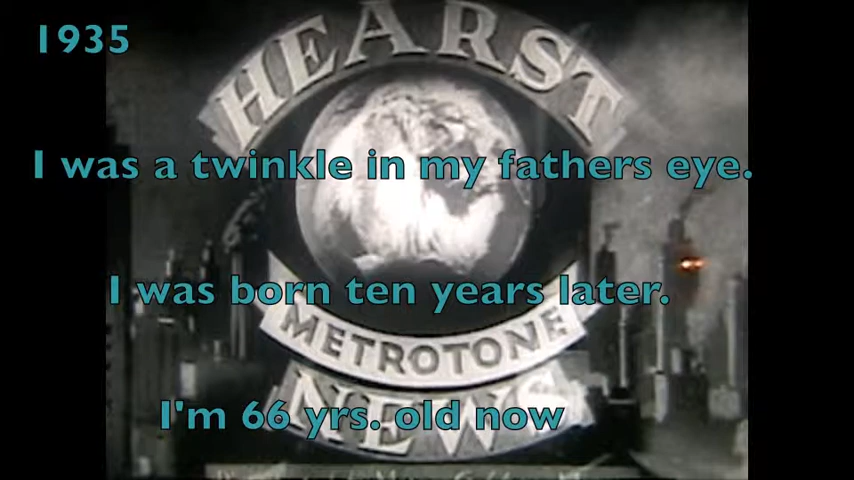 1935
HEARST
I was a twinkle in my fathers eye.
I was born ten years later.
METROTONE
NEWS
I'm 66 yrs. old now